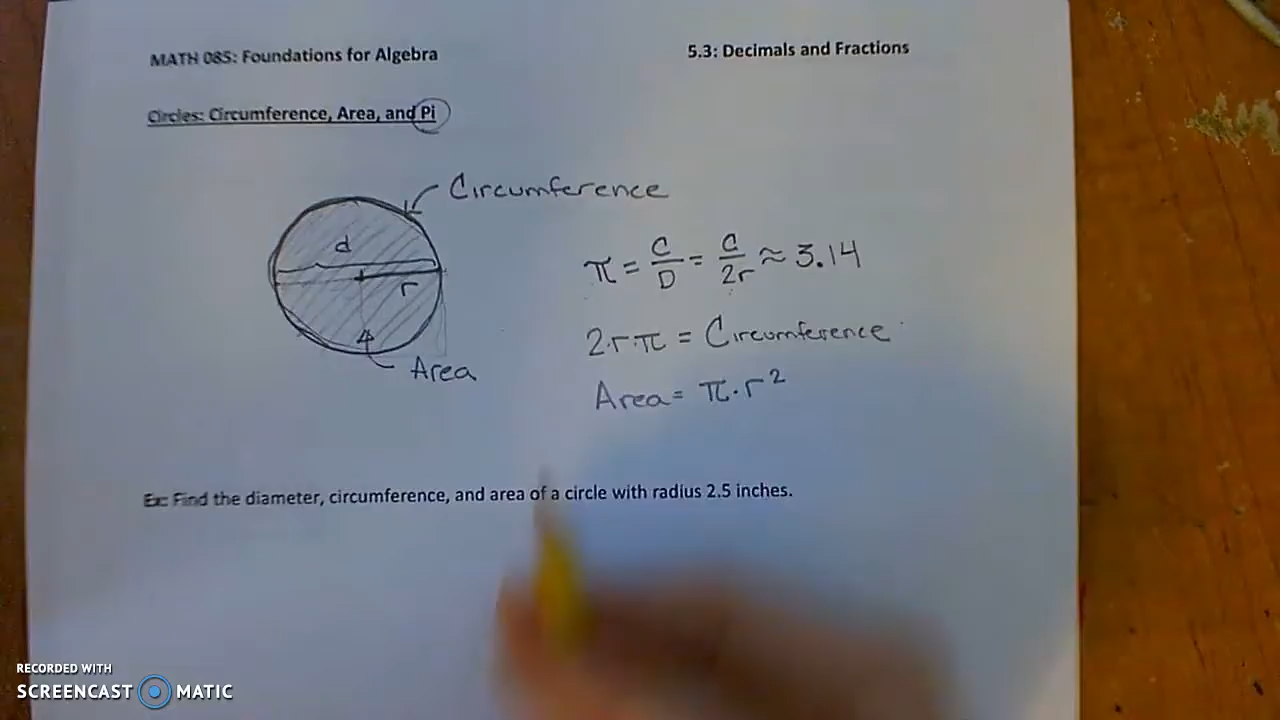 MATH 085: Foundations for Algebra
5.3: Decimals and Fractions
Circles: Circumference, Area, and Pi
Circumference
d
r
Area
π = C/D = C/2r ≈ 3.14
2·r·π = Circumference
Area = π·r²
Ex: Find the diameter, circumference, and area of a circle with radius 2.5 inches.
RECORDED WITH
SCREENCAST MATIC